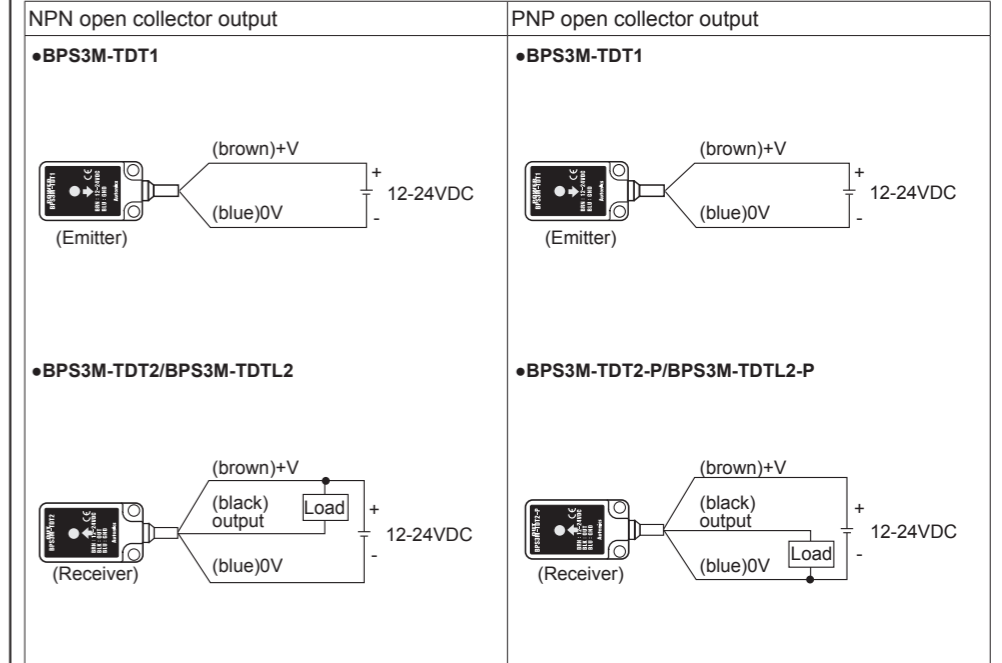 NPN open collector output
●BPS3M-TDT1
(brown)+V
+
12-24VDC
-
(blue)0V
(Emitter)
●BPS3M-TDT2/BPS3M-TDTL2
(brown)+V
(black)
output
Load
+
12-24VDC
-
(blue)0V
(Receiver)
PNP open collector output
●BPS3M-TDT1
(brown)+V
+
12-24VDC
-
(blue)0V
(Emitter)
●BPS3M-TDT2-P/BPS3M-TDTL2-P
(brown)+V
(black)
output
Load
+
12-24VDC
-
(blue)0V
(Receiver)